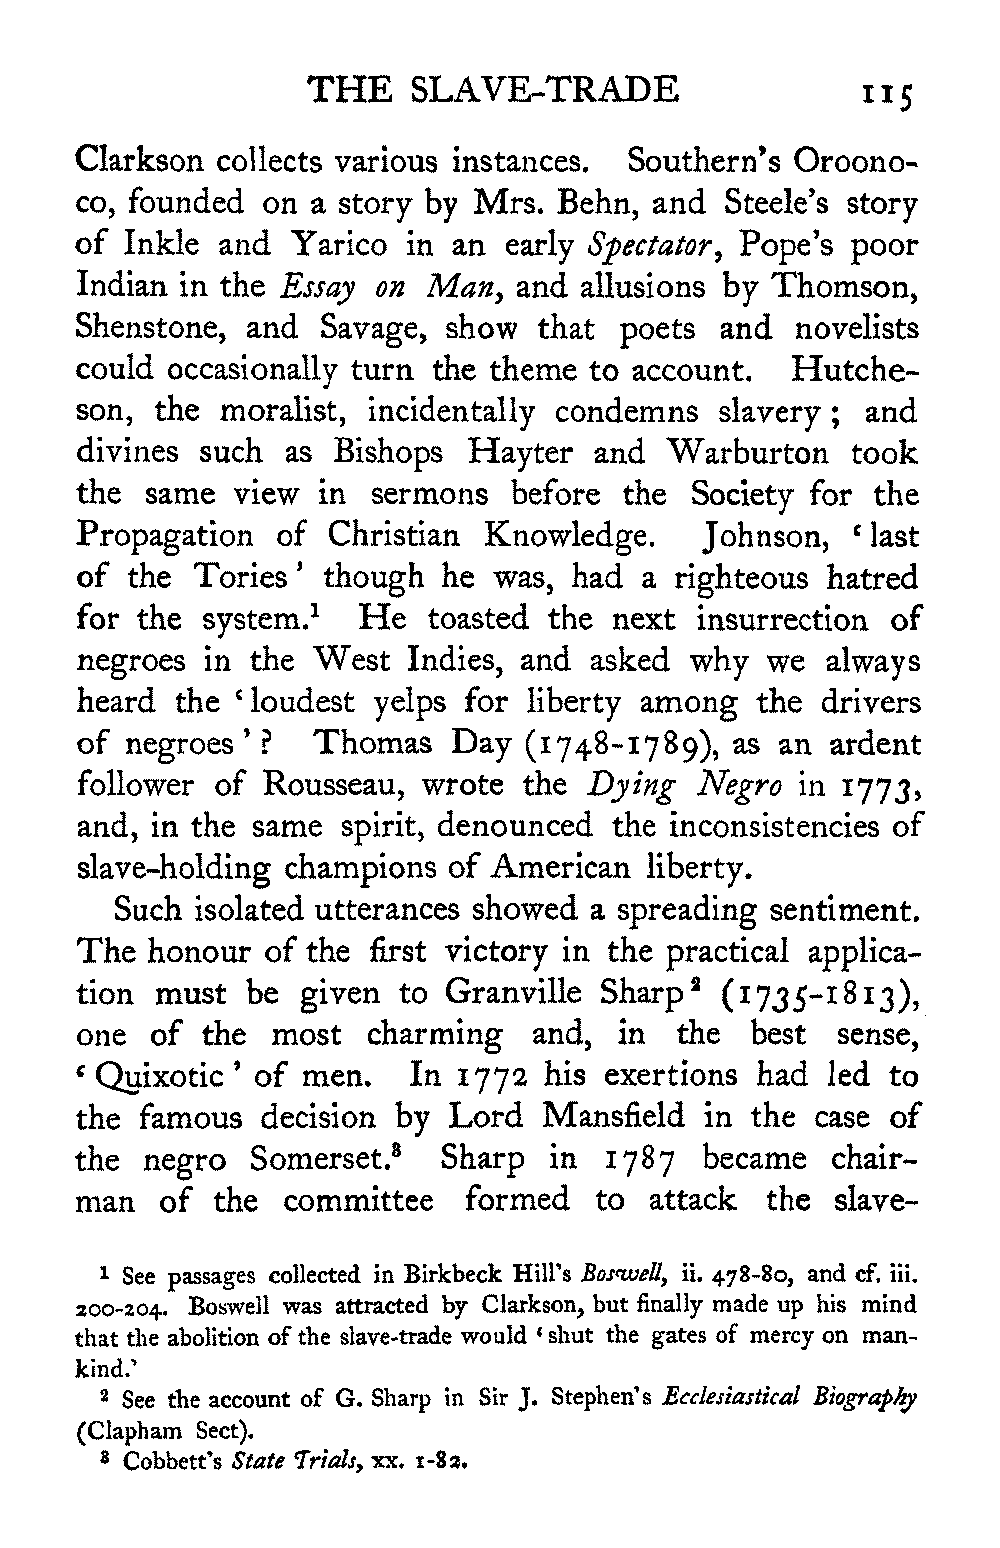 THE SLAVE-TRADE 115
Clarkson collects various instances. Southern's Oroono-
co, founded on a story by Mrs. Behn, and Steele's story
of Inkle and Yarico in an early Spectator, Pope's poor
Indian in the Essay on Man, and allusions by Thomson,
Shenstone, and Savage, show that poets and novelists
could occasionally turn the theme to account. Hutche-
son, the moralist, incidentally condemns slavery ; and
divines such as Bishops Hayter and Warburton took
the same view in sermons before the Society for the
Propagation of Christian Knowledge. Johnson, ‘ last
of the Tories ’ though he was, had a righteous hatred
for the system.¹ He toasted the next insurrection of
negroes in the West Indies, and asked why we always
heard the ‘ loudest yelps for liberty among the drivers
of negroes ’ ? Thomas Day (1748-1789), as an ardent
follower of Rousseau, wrote the Dying Negro in 1773,
and, in the same spirit, denounced the inconsistencies of
slave-holding champions of American liberty.
Such isolated utterances showed a spreading sentiment.
The honour of the first victory in the practical applica-
tion must be given to Granville Sharp ² (1735-1813),
one of the most charming and, in the best sense,
‘ Quixotic ’ of men. In 1772 his exertions had led to
the famous decision by Lord Mansfield in the case of
the negro Somerset.³ Sharp in 1787 became chair-
man of the committee formed to attack the slave-
¹ See passages collected in Birkbeck Hill's Boswell, ii. 478-80, and cf. iii.
200-204. Boswell was attracted by Clarkson, but finally made up his mind
that the abolition of the slave-trade would ‘ shut the gates of mercy on man-
kind.’
² See the account of G. Sharp in Sir J. Stephen's Ecclesiastical Biography
(Clapham Sect).
³ Cobbett's State Trials, xx. 1-82.